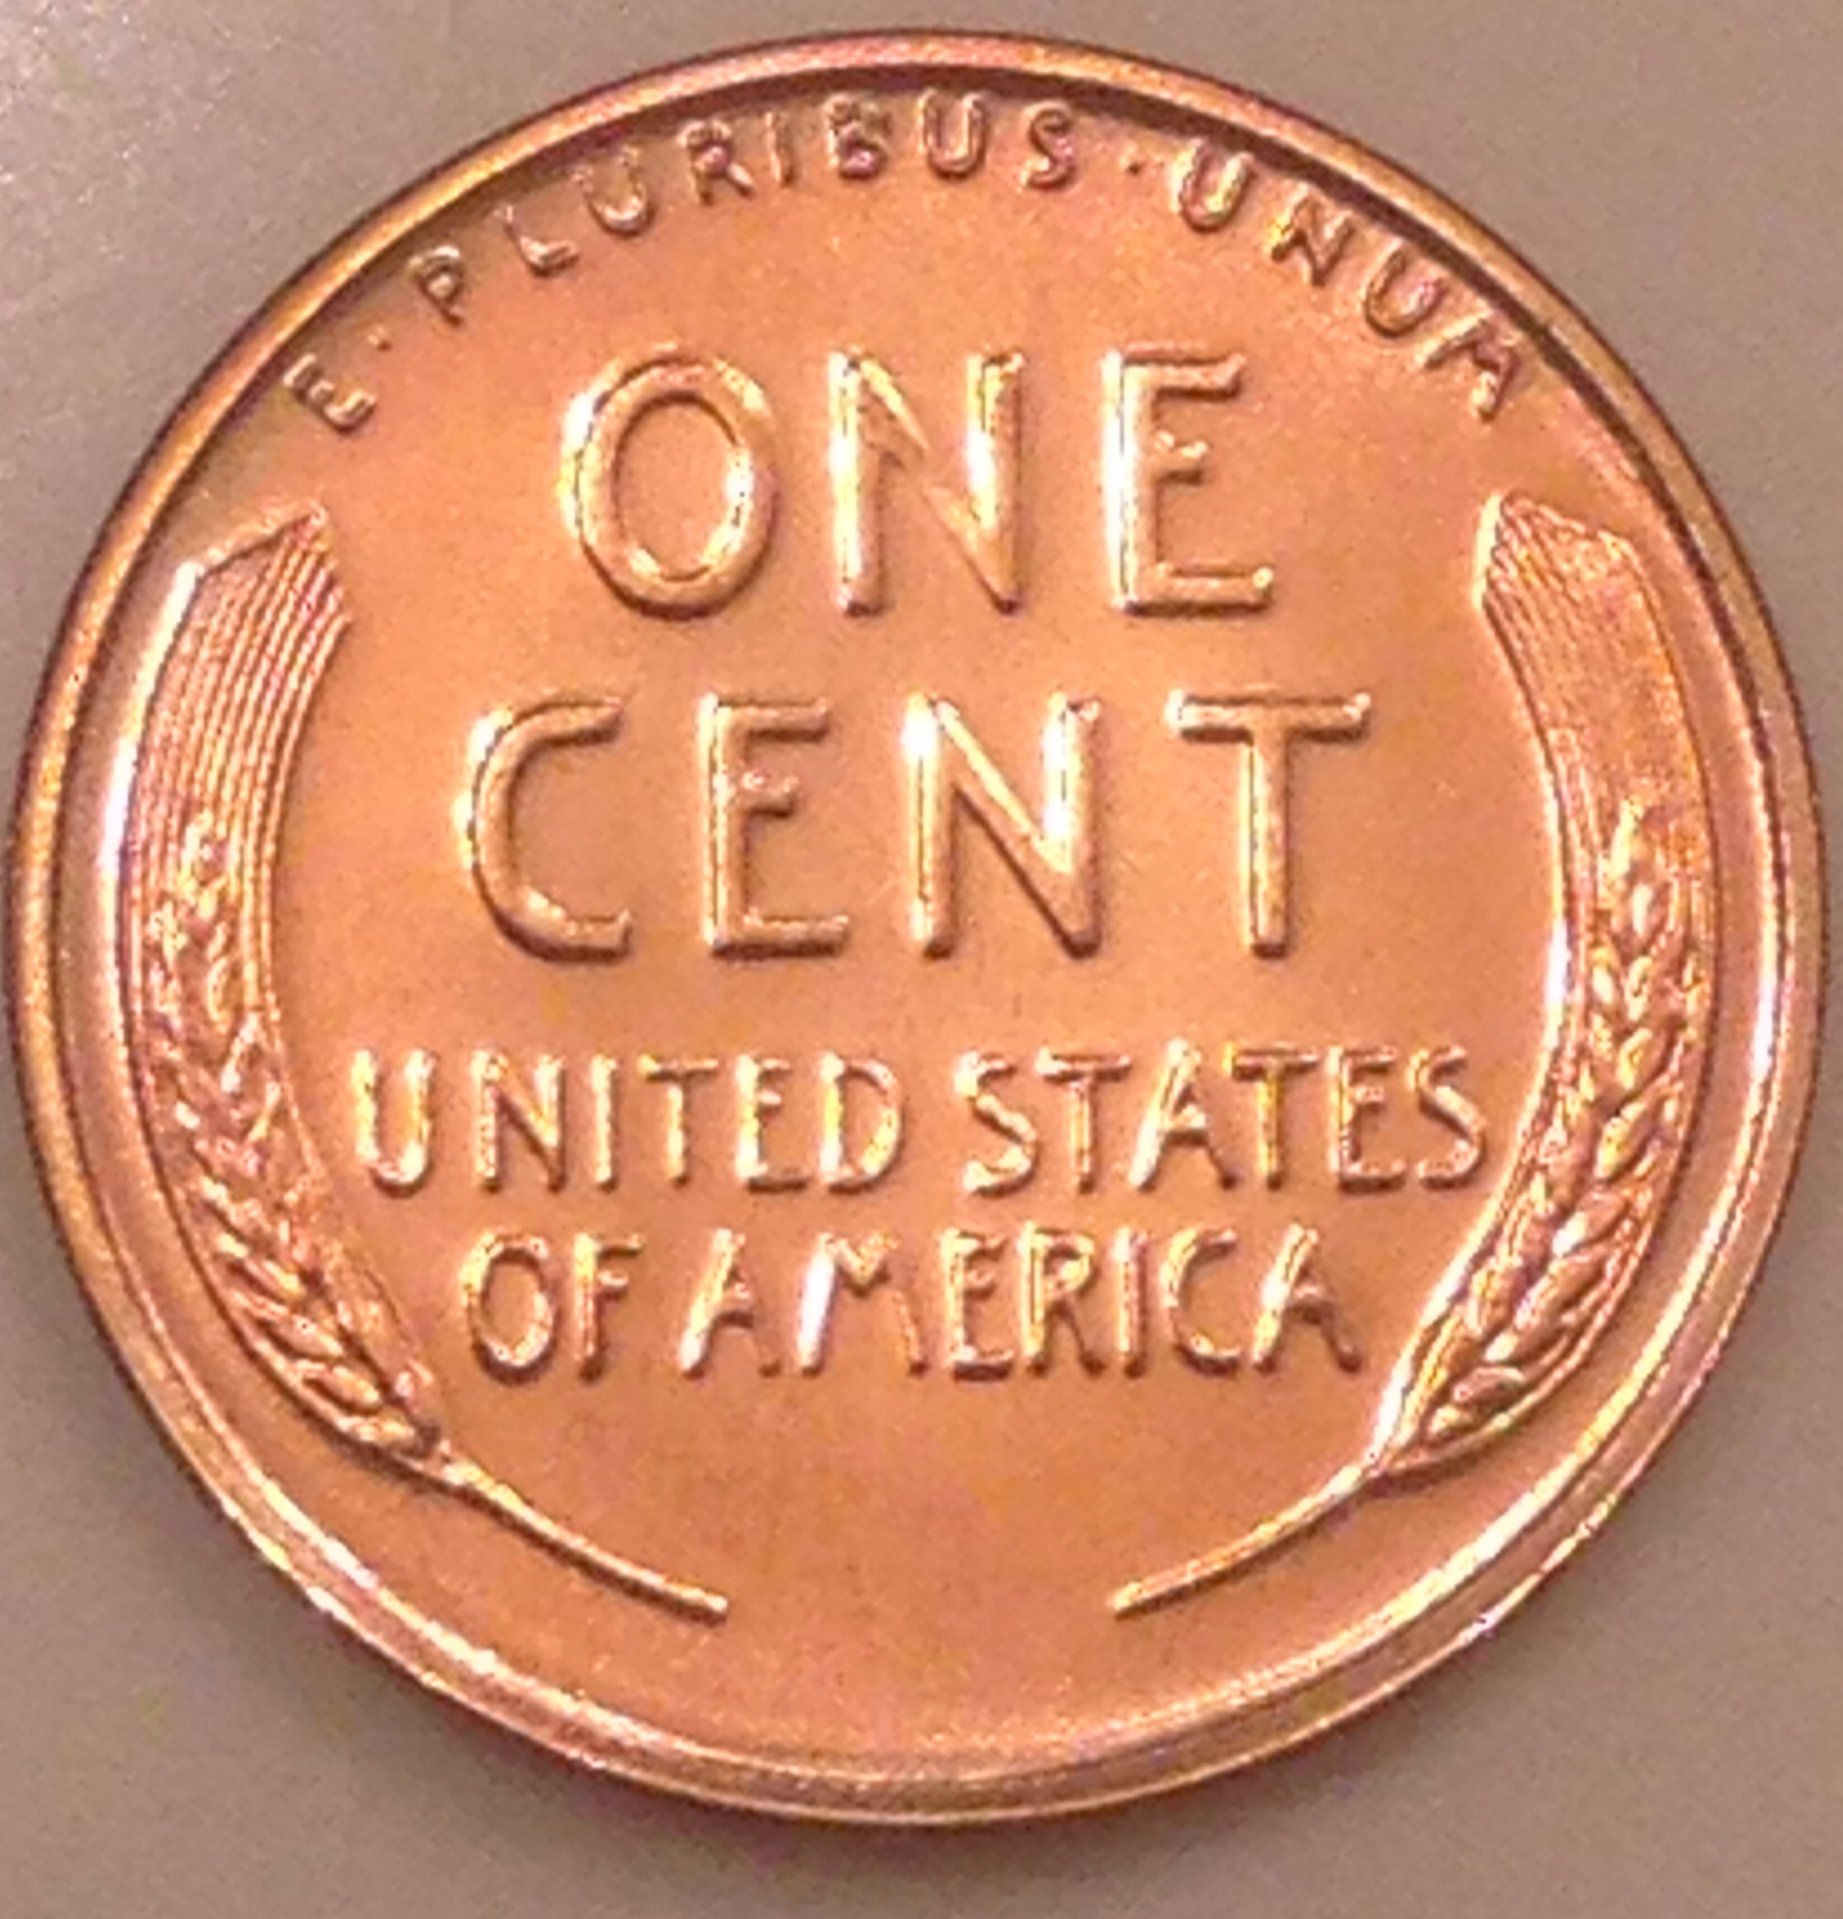 E·PLURIBUS·UNUM
ONE
CENT
UNITED STATES
OF AMERICA